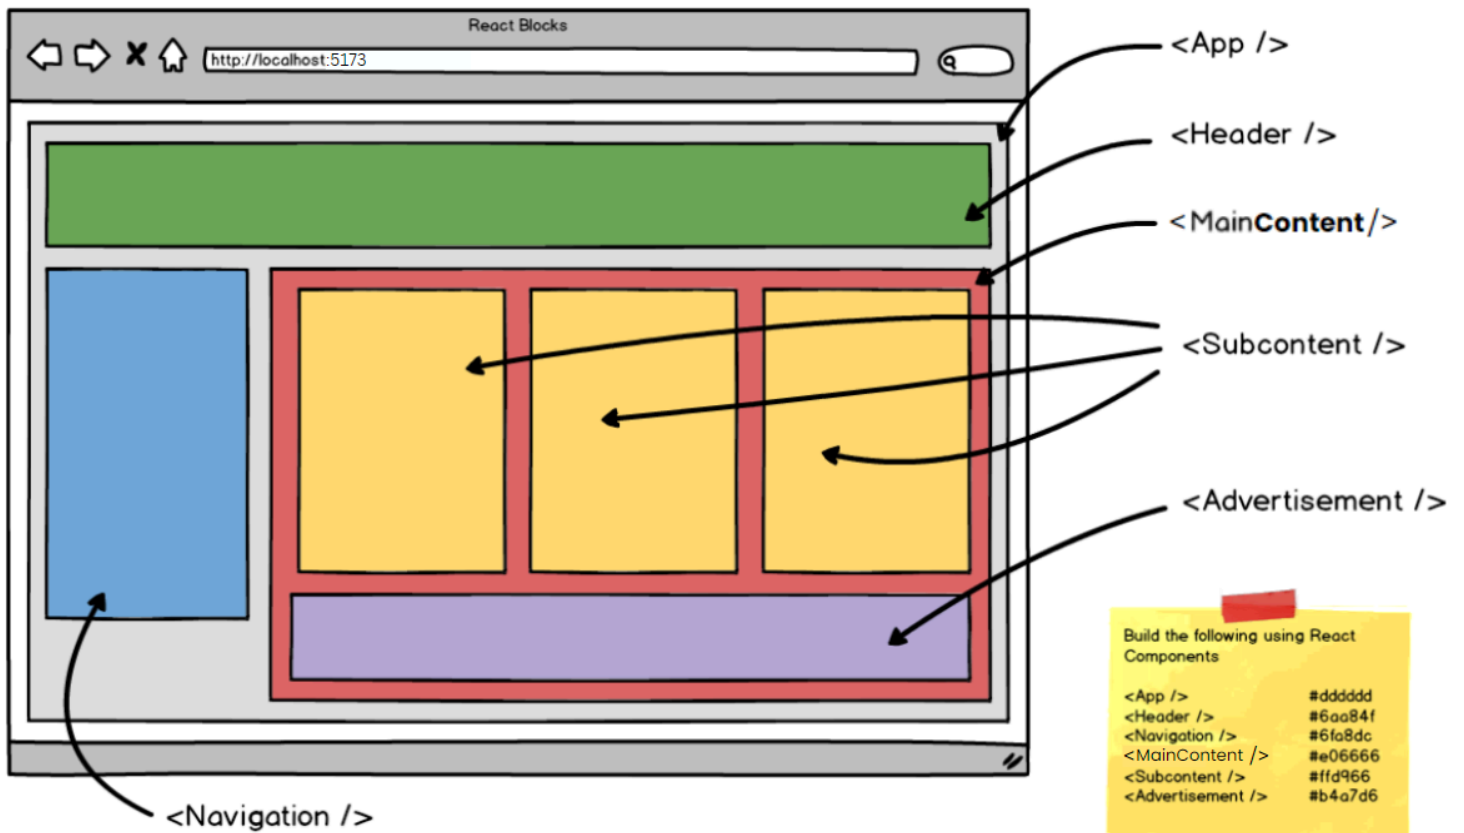 React Blocks
http://localhost:5173
<App />
<Header />
<MainContent/>
<Subcontent />
<Advertisement />
<Navigation />
Build the following using React
Components
<App /> #dddddd
<Header /> #6aa84f
<Navigation /> #6fa8dc
<MainContent /> #e06666
<Subcontent /> #ffd966
<Advertisement /> #b4a7d6